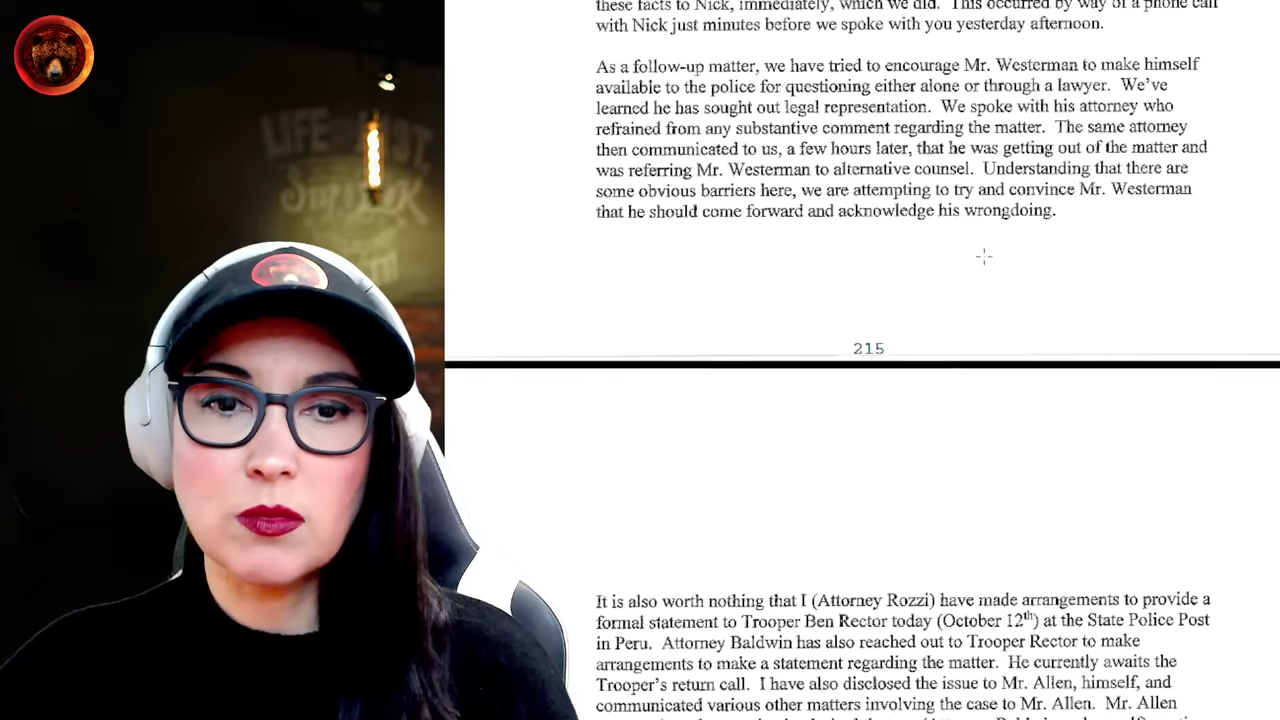 these facts to Nick, immediately, which we did. This occurred by way of a phone call
with Nick just minutes before we spoke with you yesterday afternoon.
As a follow-up matter, we have tried to encourage Mr. Westerman to make himself
available to the police for questioning either alone or through a lawyer. We've
learned he has sought out legal representation. We spoke with his attorney who
refrained from any substantive comment regarding the matter. The same attorney
then communicated to us, a few hours later, that he was getting out of the matter and
was referring Mr. Westerman to alternative counsel. Understanding that there are
some obvious barriers here, we are attempting to try and convince Mr. Westerman
that he should come forward and acknowledge his wrongdoing.
215
It is also worth nothing that I (Attorney Rozzi) have made arrangements to provide a
formal statement to Trooper Ben Rector today (October 12th) at the State Police Post
in Peru. Attorney Baldwin has also reached out to Trooper Rector to make
arrangements to make a statement regarding the matter. He currently awaits the
Trooper's return call. I have also disclosed the issue to Mr. Allen, himself, and
communicated various other matters involving the case to Mr. Allen. Mr. Allen
LIFE